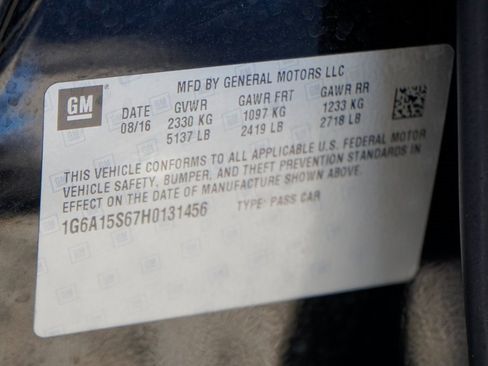 MFD BY GENERAL MOTORS LLC
GM
DATE GVWR GAWR FRT GAWR RR
08/16 2330 KG 1097 KG 1233 KG
5137 LB 2419 LB 2718 LB
THIS VEHICLE CONFORMS TO ALL APPLICABLE U.S. FEDERAL MOTOR
VEHICLE SAFETY, BUMPER, AND THEFT PREVENTION STANDARDS IN
EFFECT ON THE DATE OF MANUFACTURE SHOWN ABOVE.
1G6A15S67H0131456 TYPE: PASS CAR